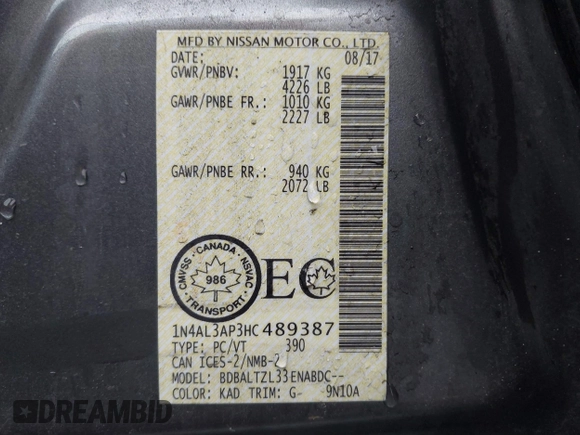 MFD BY NISSAN MOTOR CO., LTD.
DATE: 08/17
GVWR/PNBV: 1917 KG
4226 LB
GAWR/PNBE FR.: 1010 KG
2227 LB
GAWR/PNBE RR.: 940 KG
2072 LB
CMVSS · CANADA · NSVAC
986
TRANSPORT
EC
1N4AL3AP3HC489387
TYPE: PC/VT 390
CAN ICES-2/NMB-2
MODEL: BDBALTZL33ENABDC--
COLOR: KAD TRIM: G- 9N10A
DREAMBID